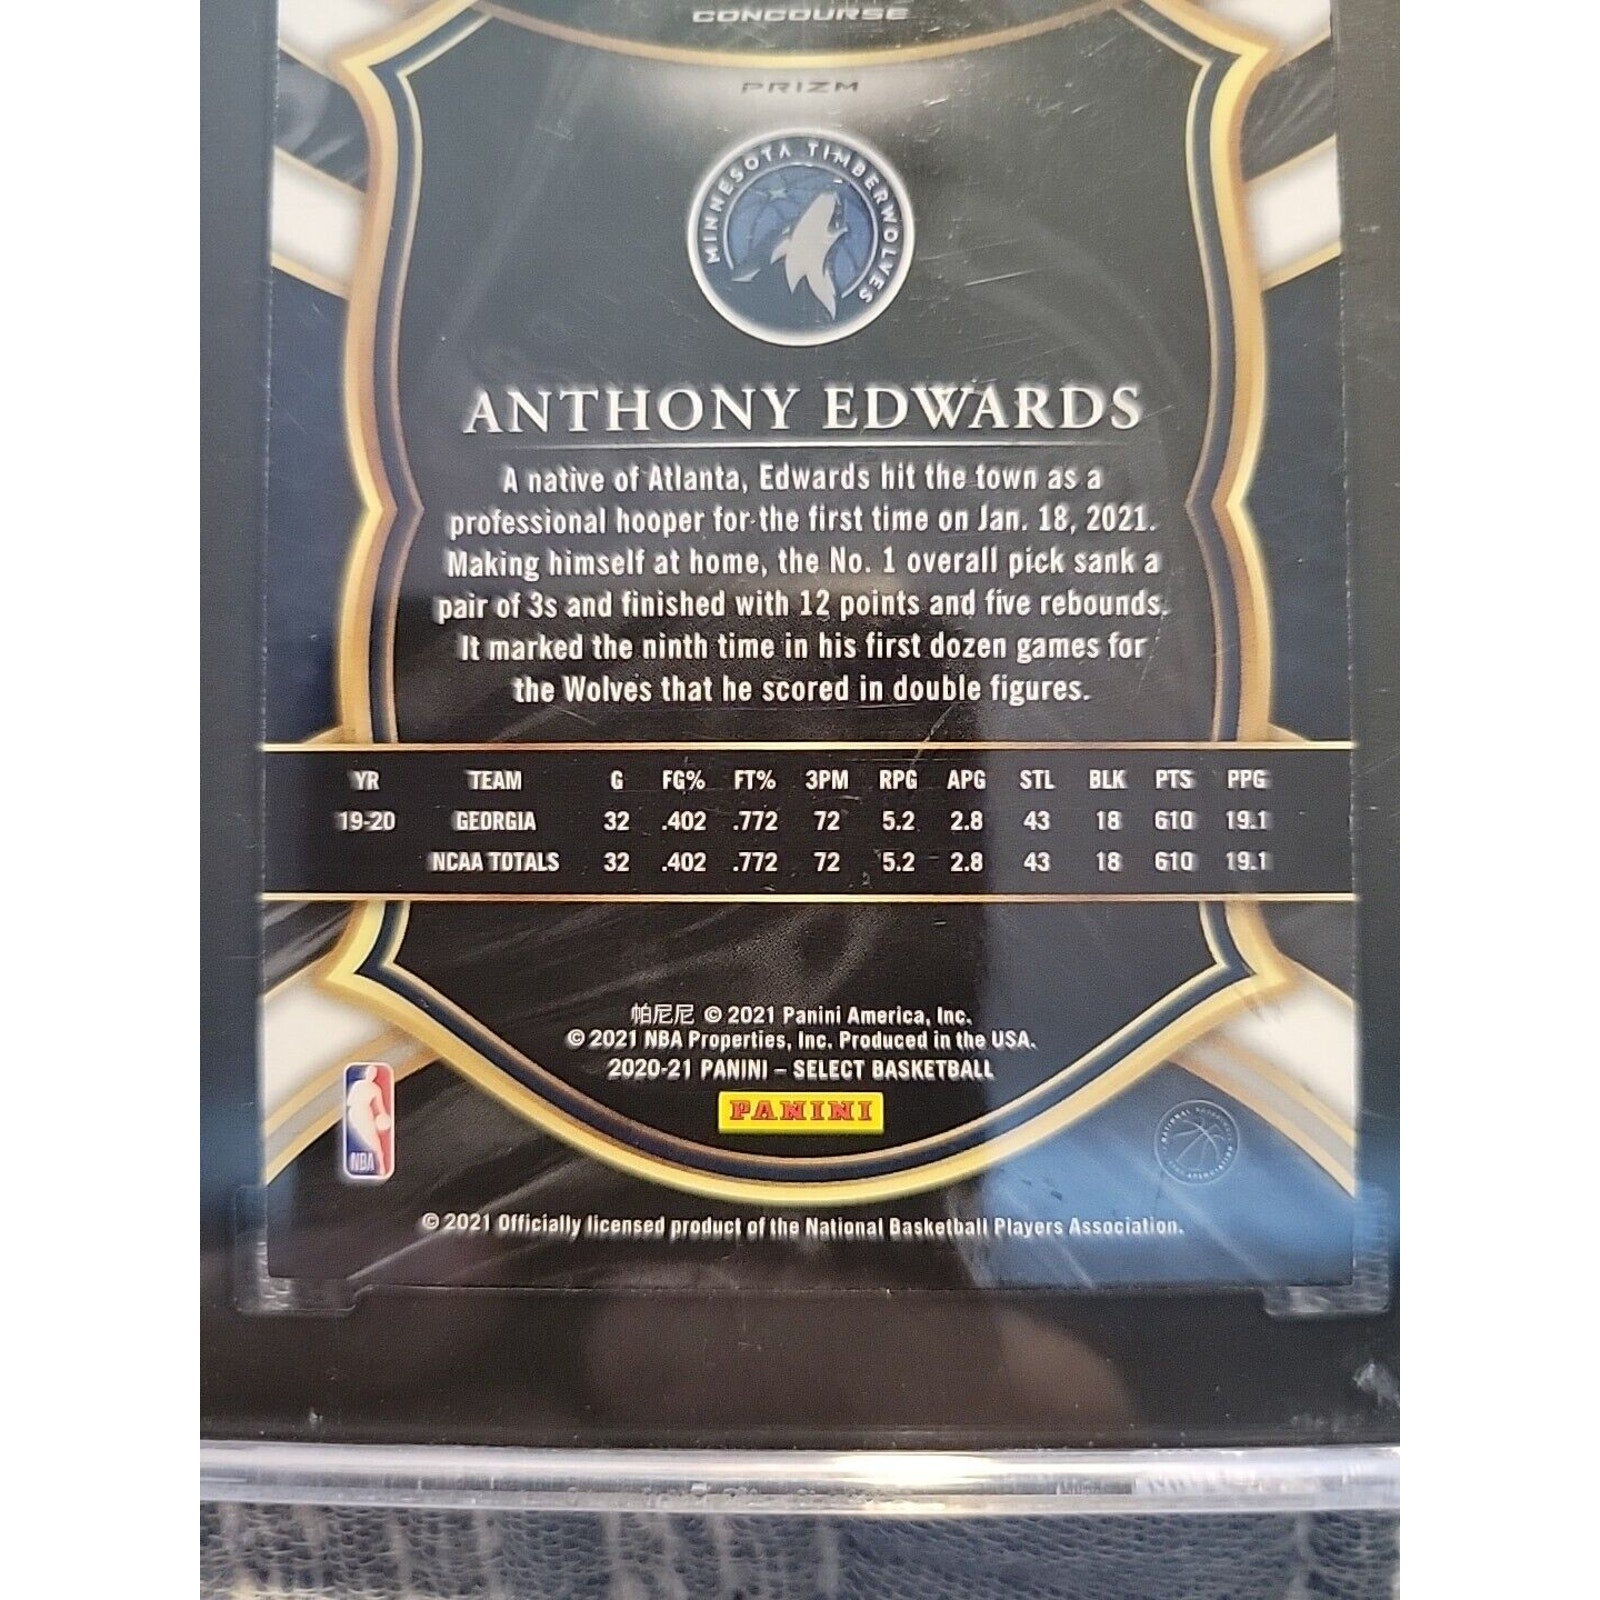 CONCOURSE
PRIZM
MINNESOTA TIMBERWOLVES
ANTHONY EDWARDS
A native of Atlanta, Edwards hit the town as a
professional hooper for the first time on Jan. 18, 2021.
Making himself at home, the No. 1 overall pick sank a
pair of 3s and finished with 12 points and five rebounds.
It marked the ninth time in his first dozen games for
the Wolves that he scored in double figures.
YR TEAM G FG% FT% 3PM RPG APG STL BLK PTS PPG
19-20 GEORGIA 32 .402 .772 72 5.2 2.8 43 18 610 19.1
NCAA TOTALS 32 .402 .772 72 5.2 2.8 43 18 610 19.1
帕尼尼 © 2021 Panini America, Inc.
© 2021 NBA Properties, Inc. Produced in the USA.
2020-21 PANINI – SELECT BASKETBALL
PANINI
NBA
© 2021 Officially licensed product of the National Basketball Players Association.